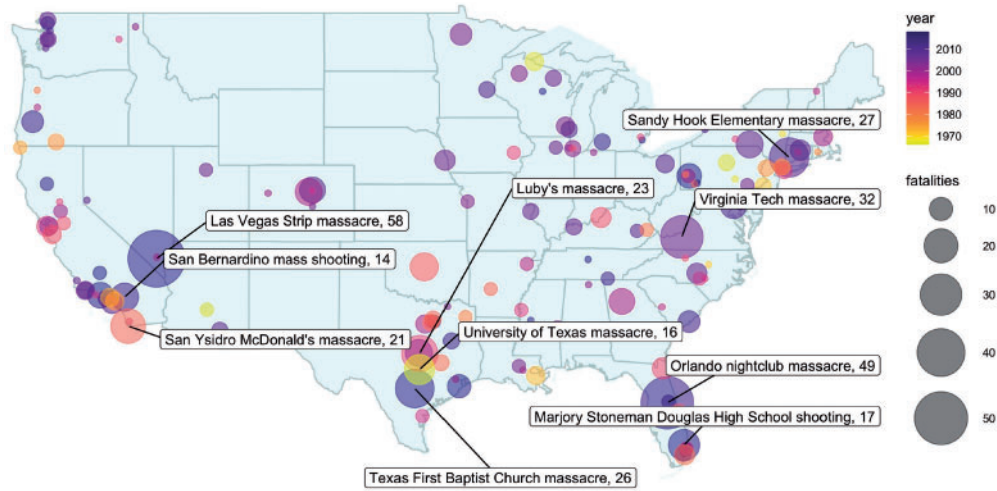 year
2010
2000
1990
1980
1970
Sandy Hook Elementary massacre, 27
fatalities
Luby's massacre, 23
10
Virginia Tech massacre, 32
Las Vegas Strip massacre, 58
20
San Bernardino mass shooting, 14
30
University of Texas massacre, 16
San Ysidro McDonald's massacre, 21
40
Orlando nightclub massacre, 49
Marjory Stoneman Douglas High School shooting, 17
50
Texas First Baptist Church massacre, 26